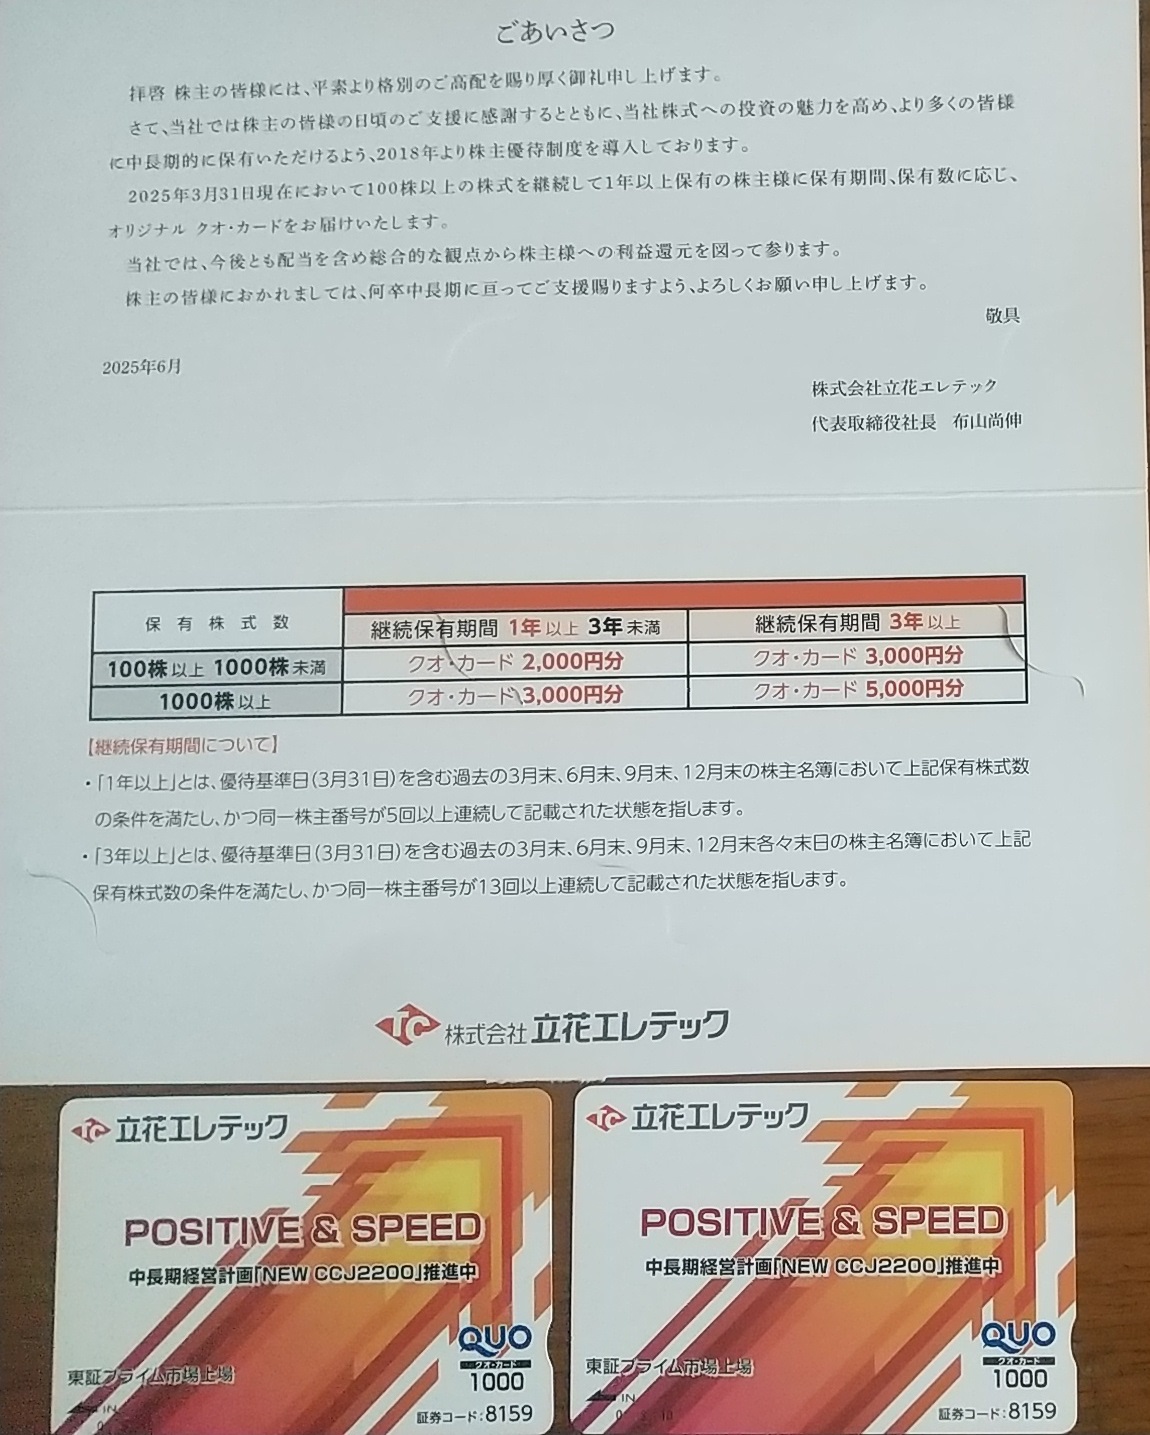 ごあいさつ
拝啓 株主の皆様には、平素より格別のご高配を賜り厚く御礼申し上げます。
さて、当社では株主の皆様の日頃のご支援に感謝するとともに、当社株式への投資の魅力を高め、より多くの皆様
に中長期的に保有いただけるよう、2018年より株主優待制度を導入しております。
2025年3月31日現在において100株以上の株式を継続して1年以上保有の株主様に保有期間、保有数に応じ、
オリジナル クオ・カードをお届けいたします。
当社では、今後とも配当を含め総合的な観点から株主様への利益還元を図って参ります。
株主の皆様におかれましては、何卒中長期に亘ってご支援賜りますよう、よろしくお願い申し上げます。
敬具
2025年6月
株式会社立花エレテック
代表取締役社長 布山尚伸
保有株式数
継続保有期間 1年以上 3年未満
継続保有期間 3年以上
100株以上 1000株未満
クオ・カード 2,000円分
クオ・カード 3,000円分
1000株以上
クオ・カード 3,000円分
クオ・カード 5,000円分
【継続保有期間について】
・「1年以上」とは、優待基準日(3月31日)を含む過去の3月末、6月末、9月末、12月末の株主名簿において上記保有株式数
の条件を満たし、かつ同一株主番号が5回以上連続して記載された状態を指します。
・「3年以上」とは、優待基準日(3月31日)を含む過去の3月末、6月末、9月末、12月末各々末日の株主名簿において上記
保有株式数の条件を満たし、かつ同一株主番号が13回以上連続して記載された状態を指します。
TC 株式会社 立花エレテック
TC 立花エレテック
POSITIVE & SPEED
中長期経営計画「NEW CCJ2200」推進中
QUO
クオ・カード
1000
東証プライム市場上場
IN
証券コード:8159
TC 立花エレテック
POSITIVE & SPEED
中長期経営計画「NEW CCJ2200」推進中
QUO
クオ・カード
1000
東証プライム市場上場
IN
証券コード:8159